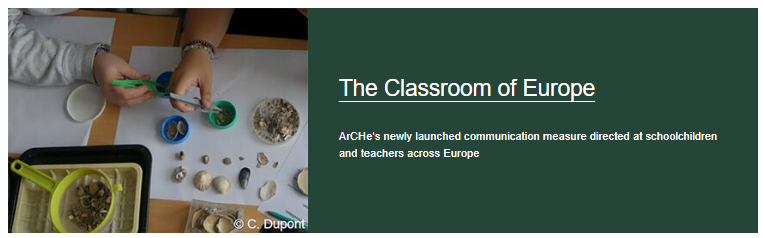 The Classroom of Europe
ArCHe's newly launched communication measure directed at schoolchildren
and teachers across Europe
© C. Dupont